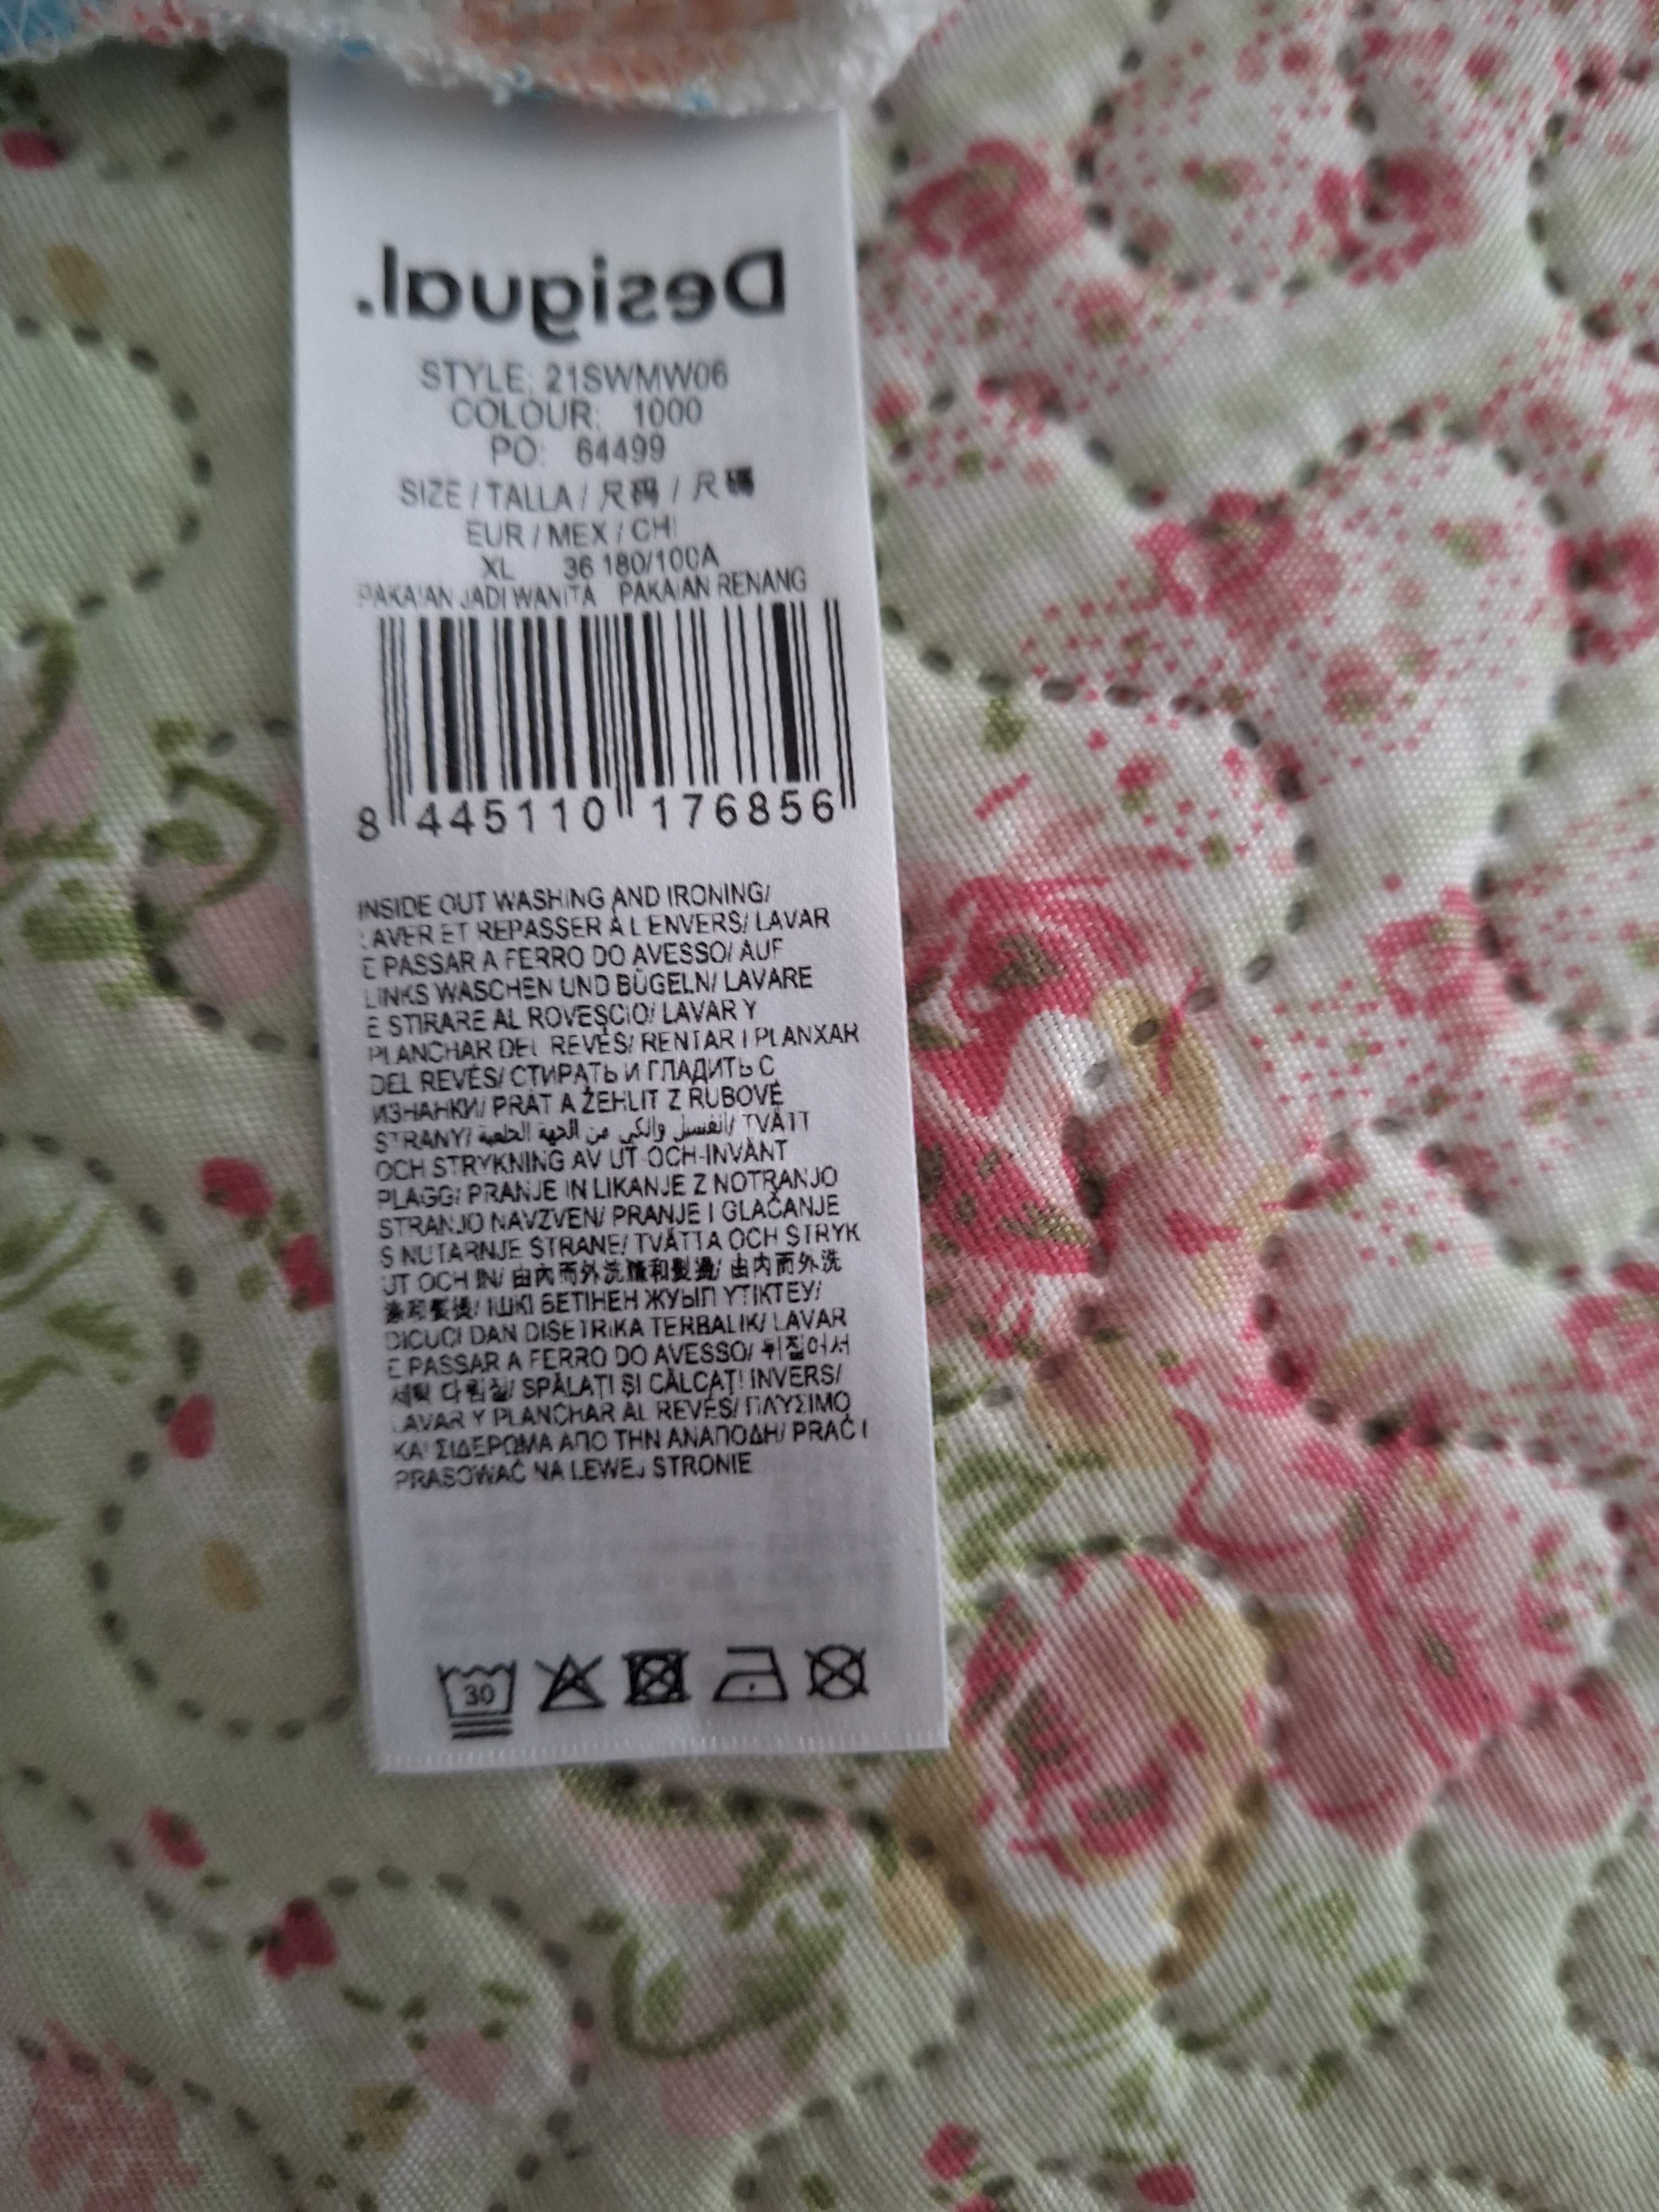 Desigual.
STYLE: 21SWMW06
COLOUR: 1000
PO: 64499
SIZE / TALLA / 尺码 / 尺碼
EUR / MEX / CHI
XL 36 180/100A
PAKAIAN JADI WANITA PAKAIAN RENANG
8 445110 176856
INSIDE OUT WASHING AND IRONING/
LAVER ET REPASSER À L'ENVERS/ LAVAR
E PASSAR A FERRO DO AVESSO/ AUF
LINKS WASCHEN UND BÜGELN/ LAVARE
E STIRARE AL ROVESCIO/ LAVAR Y
PLANCHAR DEL REVÉS/ RENTAR I PLANXAR
DEL REVÉS/ СТИРАТЬ И ГЛАДИТЬ С
ИЗНАНКИ/ PRÁT A ŽEHLIT Z RUBOVÉ
STRANY/ والكي من الجهة /TVÄTT
OCH STRYKNING AV UT-OCH-INVÄNT
PLAGG/ PRANJE IN LIKANJE Z NOTRANJO
STRANJO NAVZVEN/ PRANJE I GLAČANJE
S NUTARNJE STRANE/ TVÄTTA OCH STRYK
UT OCH IN/ 由內而外洗滌和熨燙/ 由内而外洗
涤和熨烫/ ІШКІ БЕТІНЕН ЖУЫП ҮТІКТЕУ/
DICUCI DAN DISETRIKA TERBALIK/ LAVAR
E PASSAR A FERRO DO AVESSO/ 뒤집어서
세탁 다림질/ SPĂLAȚI ȘI CĂLCAȚI INVERS/
LAVAR Y PLANCHAR AL REVÉS/ ΠΛΥΣΙΜΟ
ΚΑΙ ΣΙΔΕΡΩΜΑ ΑΠΟ ΤΗΝ ΑΝΑΠΟΔΗ/ PRAĆ I
PRASOWAĆ NA LEWEJ STRONIE
30